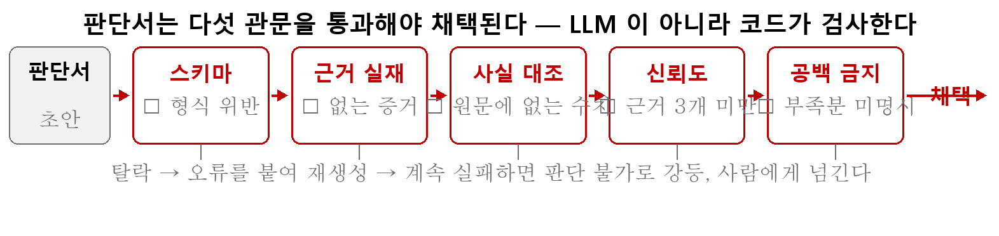 판단서는 다섯 관문을 통과해야 채택된다 — LLM 이 아니라 코드가 검사한다
판단서
초안
스키마
□ 형식 위반
근거 실재
□ 없는 증거
사실 대조
□ 원문에 없는 수치
신뢰도
□ 근거 3개 미만
공백 금지
□ 부족분 미명시
채택
탈락 → 오류를 붙여 재생성 → 계속 실패하면 판단 불가로 강등, 사람에게 넘긴다